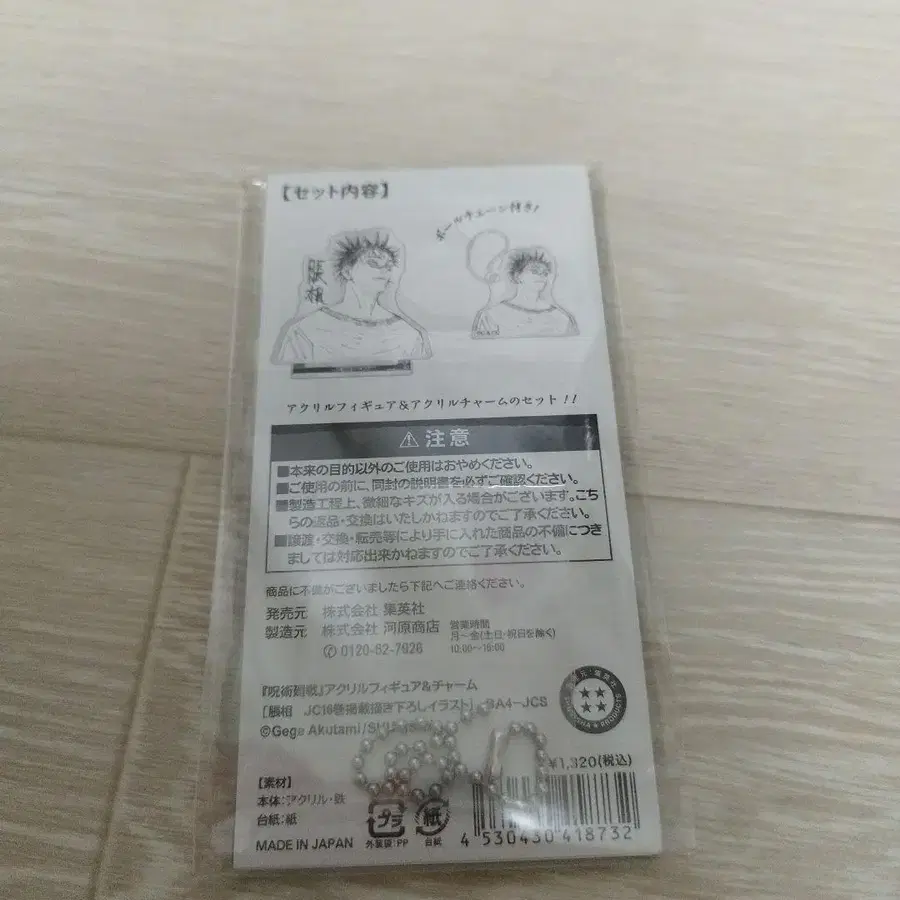 【セット内容】
ボールチェーン付き!
脹相
アクリルフィギュア&アクリルチャームのセット!!
⚠注意
■本来の目的以外のご使用はおやめください。
■ご使用の前に、同封の説明書を必ずご確認ください。
■製造工程上、微細なキズが入る場合がございます。こち
らの返品・交換はいたしかねますのでご了承ください。
■譲渡・交換・転売等により手に入れた商品の不備につき
ましては対応出来かねますのでご了承ください。
商品に不備がございましたら下記へご連絡ください。
発売元 株式会社 集英社
製造元 株式会社 河原商店
営業時間
月〜金(土日・祝日を除く)
10:00〜16:00
0120-62-7926
『呪術廻戦』アクリルフィギュア&チャーム
[脹相 JC16巻掲載描き下ろしイラスト] BA4-JCS
©Gege Akutami/
PRODUCTS
¥1,320(税込)
【素材】
本体:アクリル・鉄
台紙:紙
プラ
外装袋:PP
紙
台紙
MADE IN JAPAN
4 530430 418732